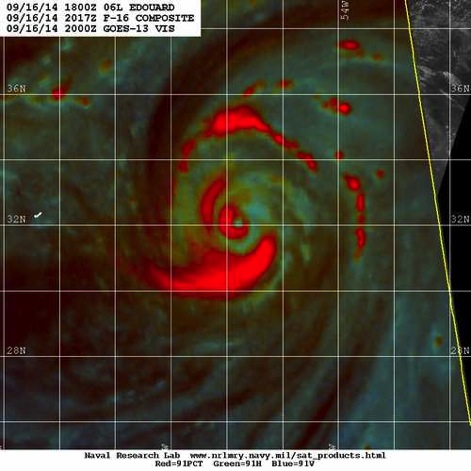 09/16/14 1800Z 06L EDOUARD
09/16/14 2017Z F-16 COMPOSITE
09/16/14 2000Z GOES-13 VIS
54W
36N 36N
32N 32N
28N 28N
Naval Research Lab www.nrlmry.navy.mil/sat_products.html
Red=91PCT Green=91H Blue=91V